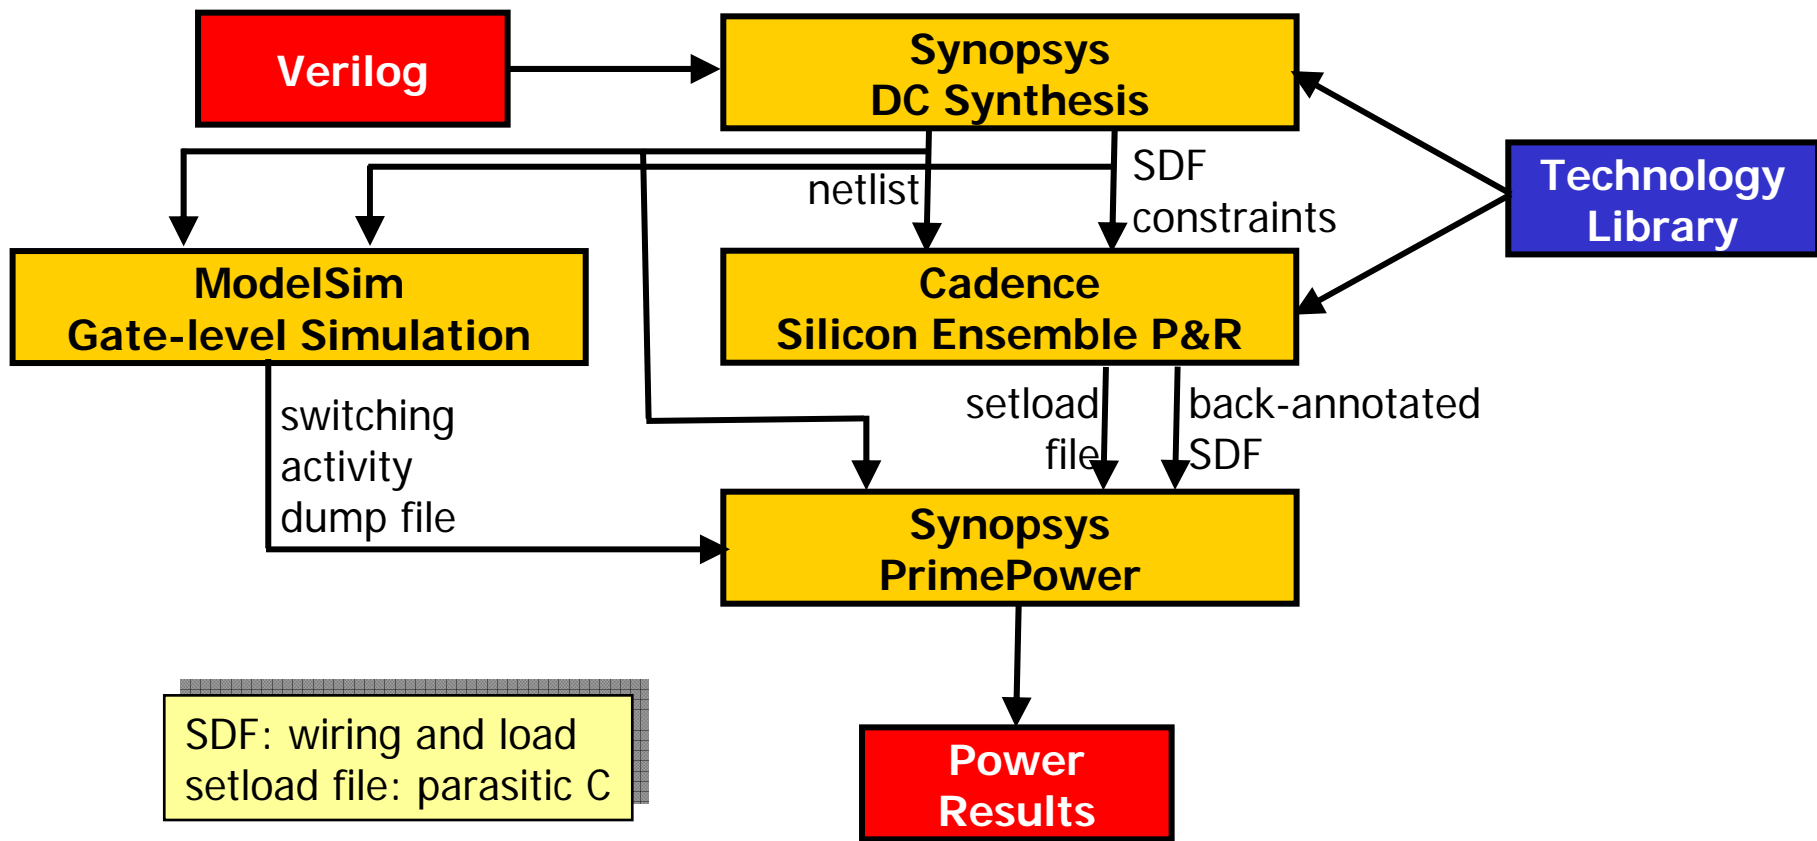 Verilog
Synopsys
DC Synthesis
netlist
SDF
constraints
Technology
Library
ModelSim
Gate-level Simulation
Cadence
Silicon Ensemble P&R
switching
activity
dump file
setload
file
back-annotated
SDF
Synopsys
PrimePower
SDF: wiring and load
setload file: parasitic C
Power
Results